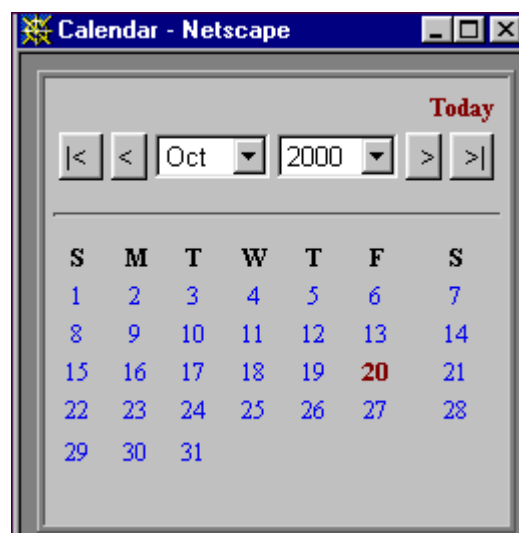 Calendar - Netscape
Today
|< < Oct 2000 > >|
S M T W T F S
1 2 3 4 5 6 7
8 9 10 11 12 13 14
15 16 17 18 19 20 21
22 23 24 25 26 27 28
29 30 31